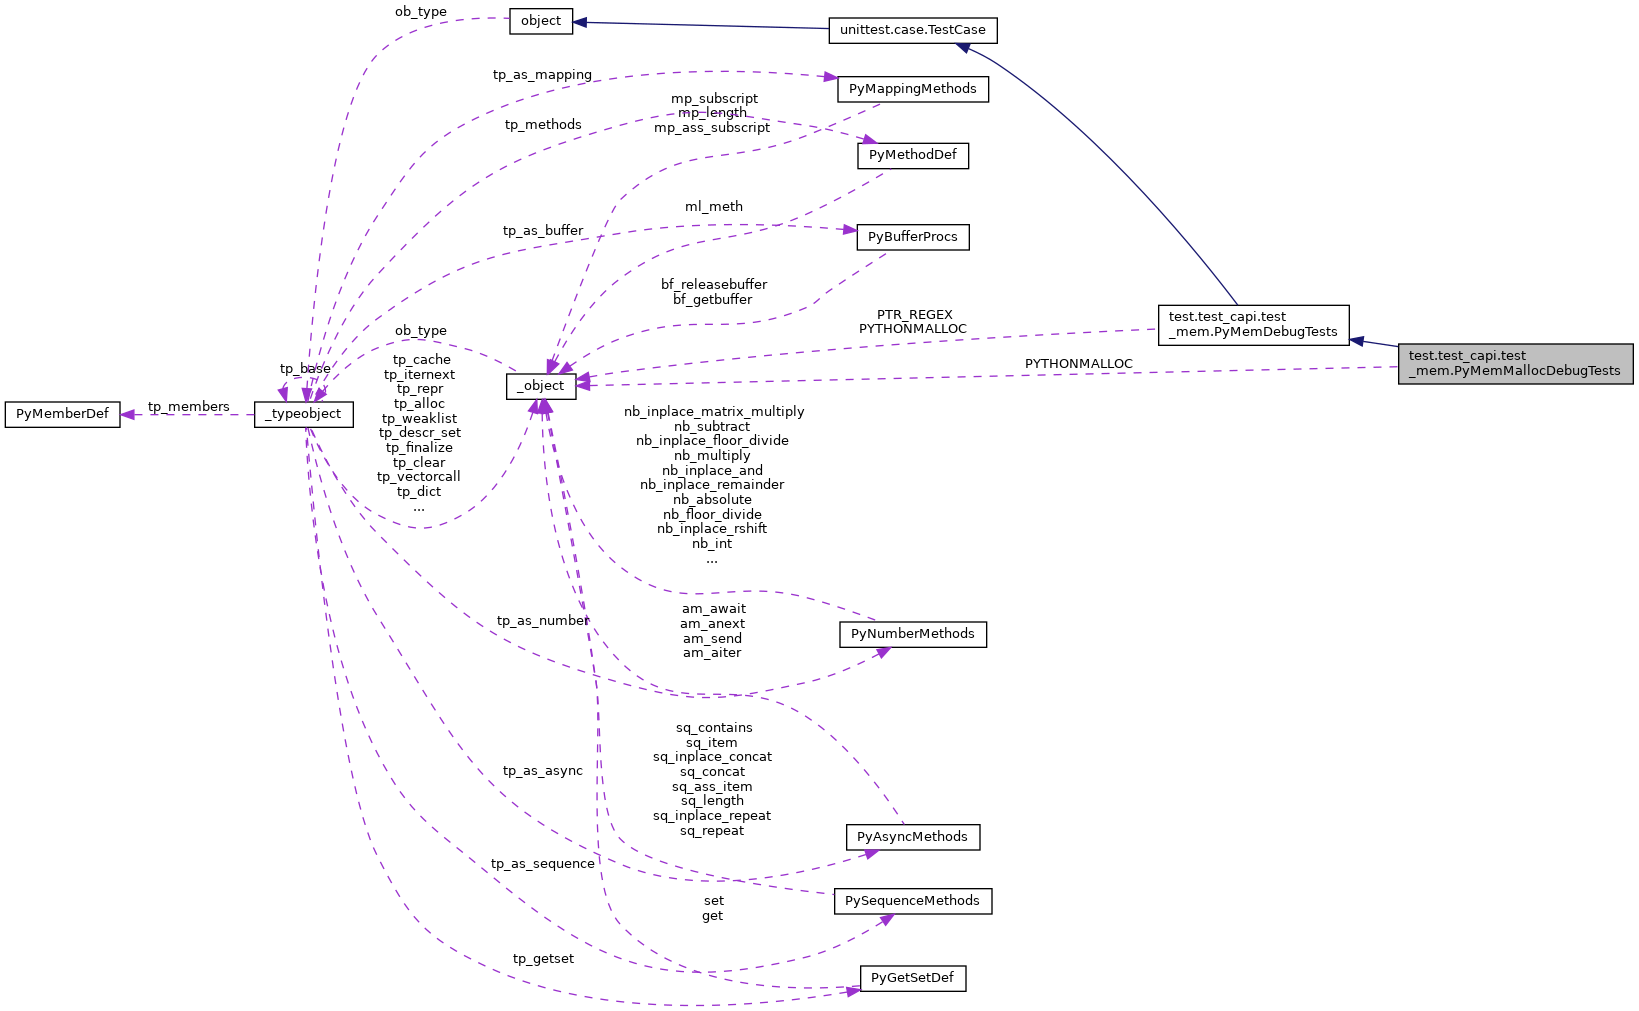 ob_type
object
unittest.case.TestCase
tp_as_mapping
PyMappingMethods
mp_subscript
mp_length
mp_ass_subscript
tp_methods
PyMethodDef
ml_meth
tp_as_buffer
PyBufferProcs
bf_releasebuffer
bf_getbuffer
PTR_REGEX
PYTHONMALLOC
test.test_capi.test
_mem.PyMemDebugTests
PYTHONMALLOC
test.test_capi.test
_mem.PyMemMallocDebugTests
ob_type
_object
tp_base
tp_cache
tp_iternext
tp_repr
tp_alloc
tp_weaklist
tp_descr_set
tp_finalize
tp_clear
tp_vectorcall
tp_dict
...
PyMemberDef
tp_members
_typeobject
nb_inplace_matrix_multiply
nb_subtract
nb_inplace_floor_divide
nb_multiply
nb_inplace_and
nb_inplace_remainder
nb_absolute
nb_floor_divide
nb_inplace_rshift
nb_int
...
tp_as_number
am_await
am_anext
am_send
am_aiter
PyNumberMethods
tp_as_async
sq_contains
sq_item
sq_inplace_concat
sq_concat
sq_ass_item
sq_length
sq_inplace_repeat
sq_repeat
PyAsyncMethods
tp_as_sequence
set
get
PySequenceMethods
tp_getset
PyGetSetDef